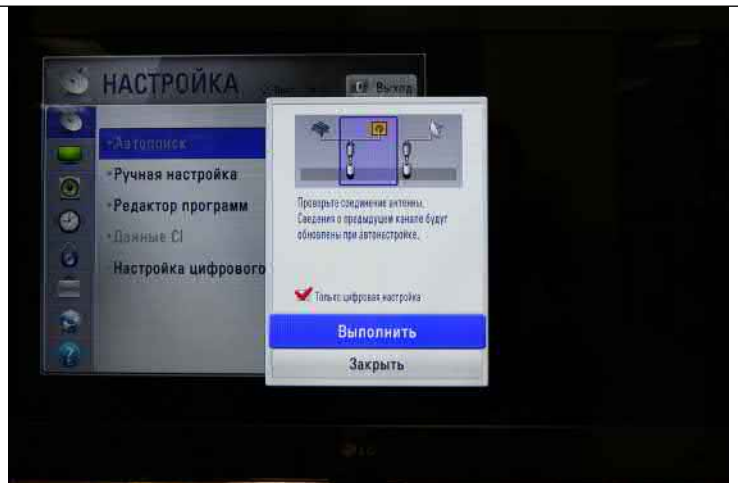 НАСТРОЙКА
Выход
Автопоиск
Ручная настройка
Редактор программ
Данные CI
Настройка цифрового
Проверьте соединение антенны.
Сведения о предыдущем канале будут
обновлены при автонастройке.
Только цифровая настройка
Выполнить
Закрыть
LG